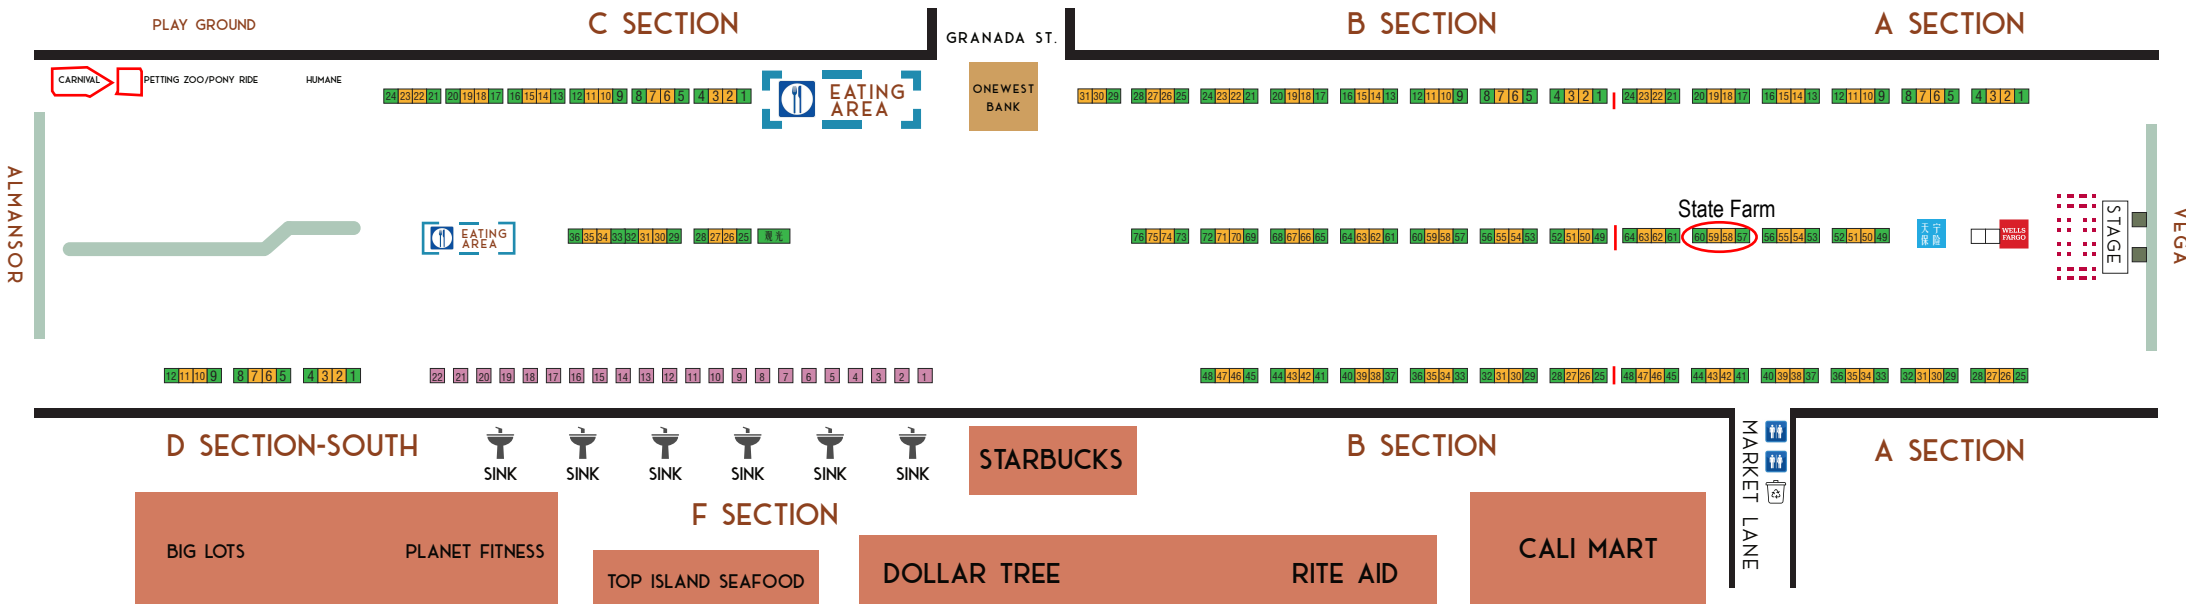 PLAY GROUND
C SECTION
GRANADA ST.
B SECTION
A SECTION
CARNIVAL
PETTING ZOO/PONY RIDE
HUMANE
24 23 22 21 20 19 18 17 16 15 14 13 12 11 10 9 8 7 6 5 4 3 2 1
EATING
AREA
ONEWEST
BANK
31 30 29 28 27 26 25 24 23 22 21 20 19 18 17 16 15 14 13 12 11 10 9 8 7 6 5 4 3 2 1
24 23 22 21 20 19 18 17 16 15 14 13 12 11 10 9 8 7 6 5 4 3 2 1
ALMANSOR
EATING
AREA
36 35 34 33 32 31 30 29 28 27 26 25 观光
76 75 74 73 72 71 70 69 68 67 66 65 64 63 62 61 60 59 58 57 56 55 54 53 52 51 50 49
State Farm
64 63 62 61 60 59 58 57 56 55 54 53 52 51 50 49
天宁
保险
WELLS
FARGO
STAGE
VEGA
12 11 10 9 8 7 6 5 4 3 2 1
22 21 20 19 18 17 16 15 14 13 12 11 10 9 8 7 6 5 4 3 2 1
48 47 46 45 44 43 42 41 40 39 38 37 36 35 34 33 32 31 30 29 28 27 26 25
48 47 46 45 44 43 42 41 40 39 38 37 36 35 34 33 32 31 30 29 28 27 26 25
D SECTION-SOUTH
SINK
SINK
SINK
SINK
SINK
SINK
STARBUCKS
B SECTION
MARKET LANE
A SECTION
F SECTION
BIG LOTS
PLANET FITNESS
TOP ISLAND SEAFOOD
DOLLAR TREE
RITE AID
CALI MART